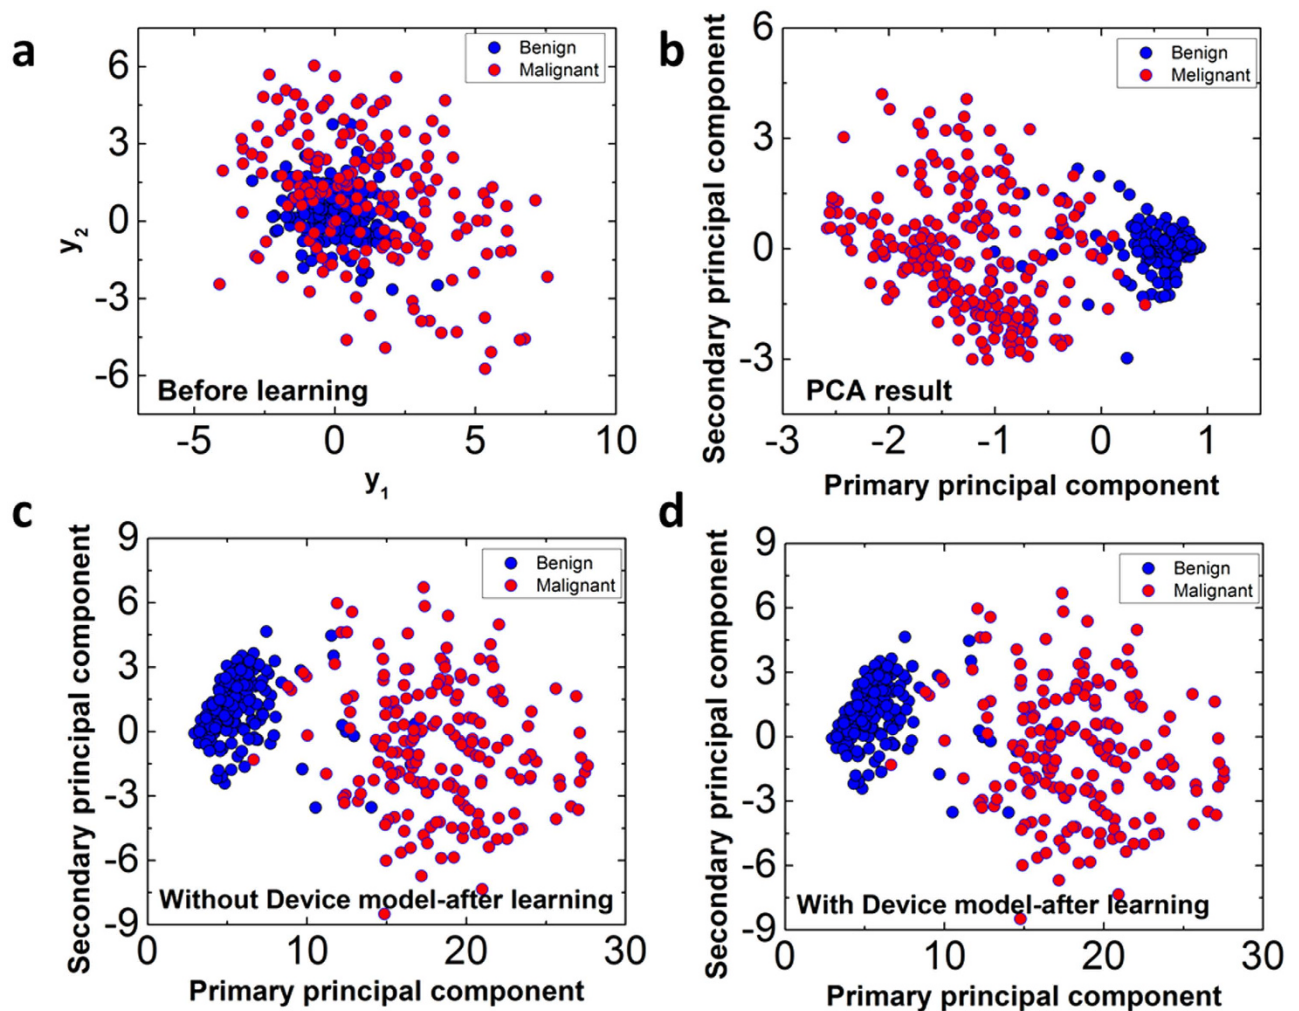 a
Benign
Malignant
6
3
0
-3
-6
y2
Before learning
-5
0
5
10
y1
b
Benign
Melignant
6
3
0
-3
Secondary principal component
PCA result
-3
-2
-1
0
1
Primary principal component
c
Benign
Malignant
9
6
3
0
-3
-6
-9
Secondary principal component
Without Device model-after learning
0
10
20
30
Primary principal component
d
Benign
Malignant
9
6
3
0
-3
-6
-9
Secondary principal component
With Device model-after learning
0
10
20
30
Primary principal component